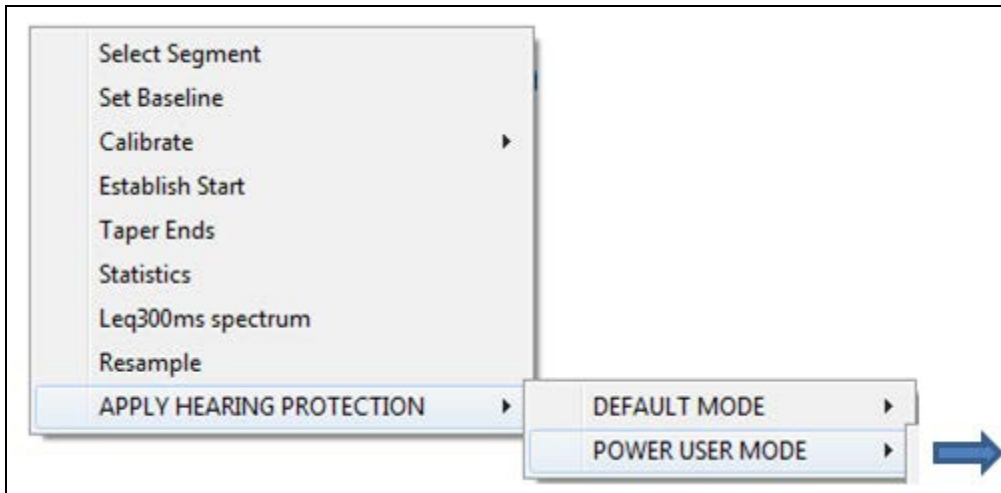 Select Segment
Set Baseline
Calibrate
Establish Start
Taper Ends
Statistics
Leq300ms spectrum
Resample
APPLY HEARING PROTECTION
DEFAULT MODE
POWER USER MODE